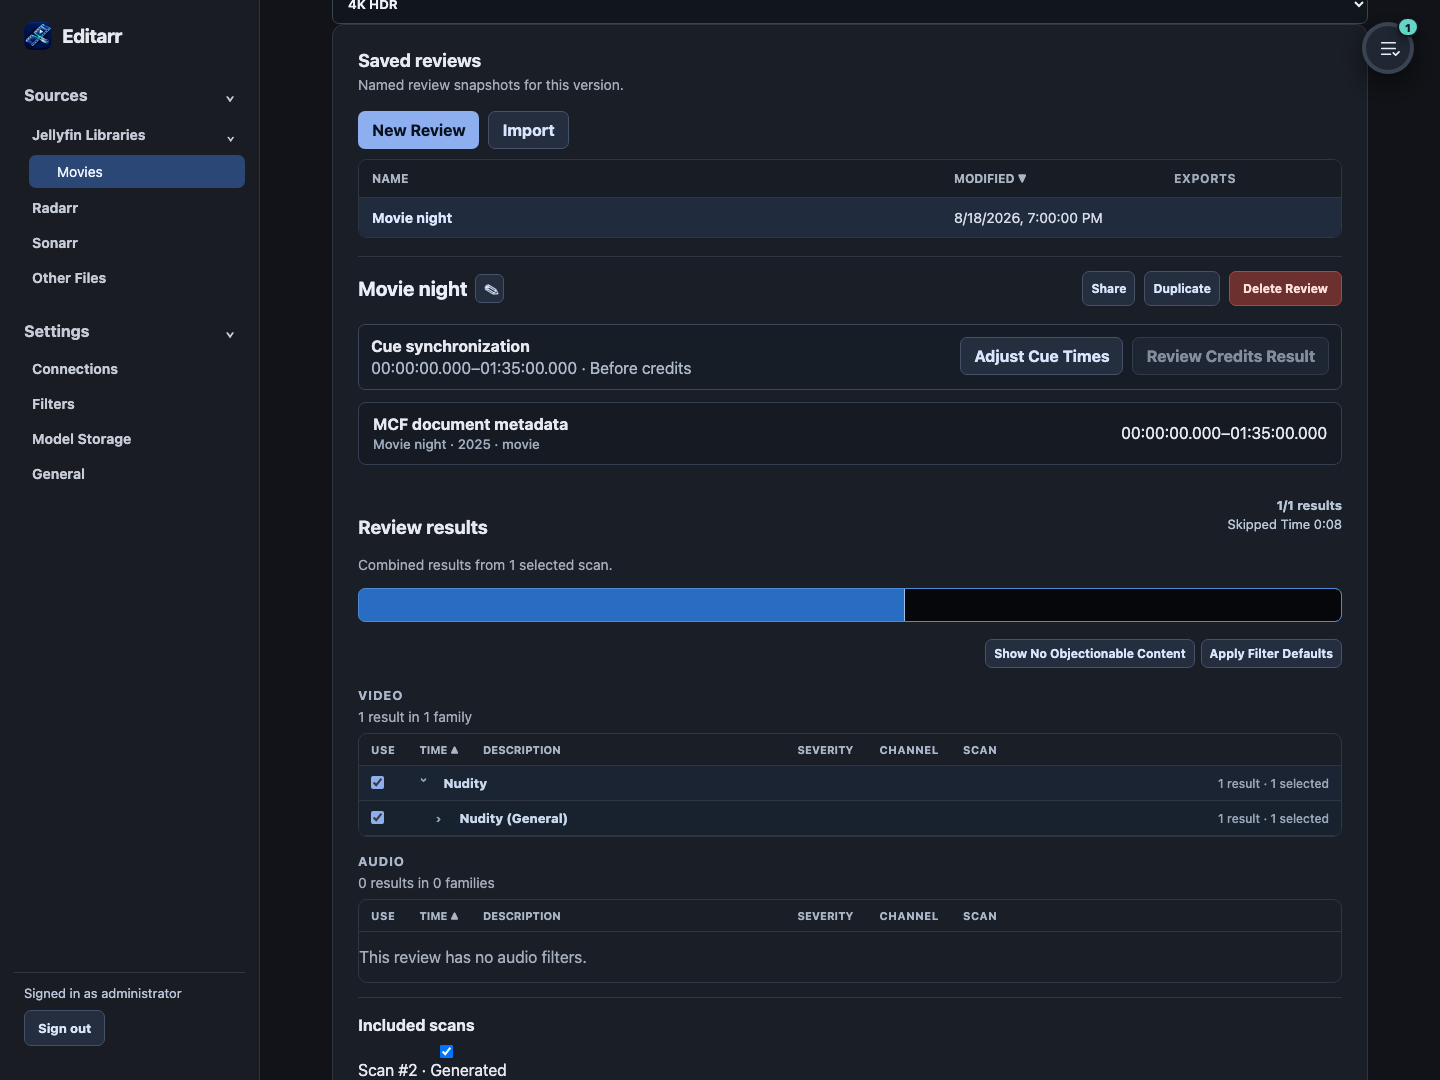 4K HDR
Editarr
1
Sources
Jellyfin Libraries
Movies
Radarr
Sonarr
Other Files
Settings
Connections
Filters
Model Storage
General
Signed in as administrator
Sign out
Saved reviews
Named review snapshots for this version.
New Review
Import
NAME MODIFIED ▼ EXPORTS
Movie night 8/18/2026, 7:00:00 PM
Movie night
Share
Duplicate
Delete Review
Cue synchronization
00:00:00.000–01:35:00.000 · Before credits
Adjust Cue Times
Review Credits Result
MCF document metadata
Movie night · 2025 · movie
00:00:00.000–01:35:00.000
1/1 results
Review results
Skipped Time 0:08
Combined results from 1 selected scan.
Show No Objectionable Content
Apply Filter Defaults
VIDEO
1 result in 1 family
USE TIME ▲ DESCRIPTION SEVERITY CHANNEL SCAN
Nudity 1 result · 1 selected
Nudity (General) 1 result · 1 selected
AUDIO
0 results in 0 families
USE TIME ▲ DESCRIPTION SEVERITY CHANNEL SCAN
This review has no audio filters.
Included scans
Scan #2 · Generated